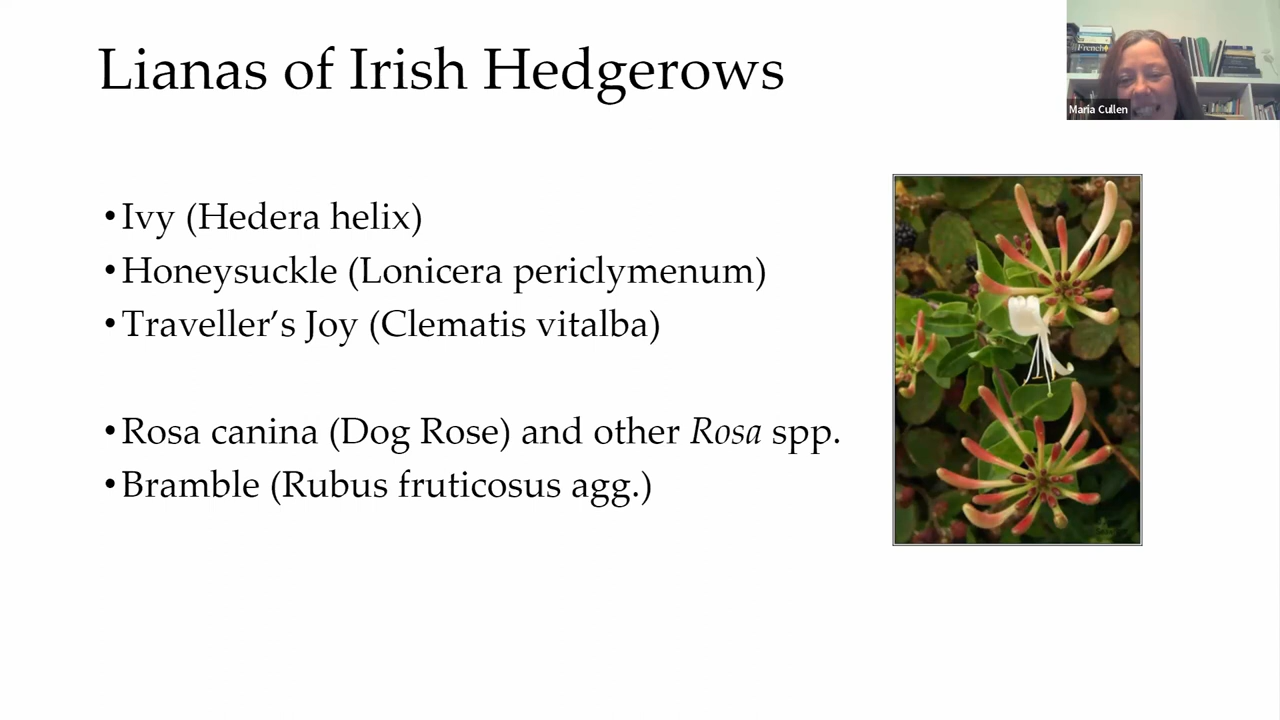 Lianas of Irish Hedgerows
French
Maria Cullen
•Ivy (Hedera helix)
•Honeysuckle (Lonicera periclymenum)
•Traveller’s Joy (Clematis vitalba)
•Rosa canina (Dog Rose) and other Rosa spp.
•Bramble (Rubus fruticosus agg.)